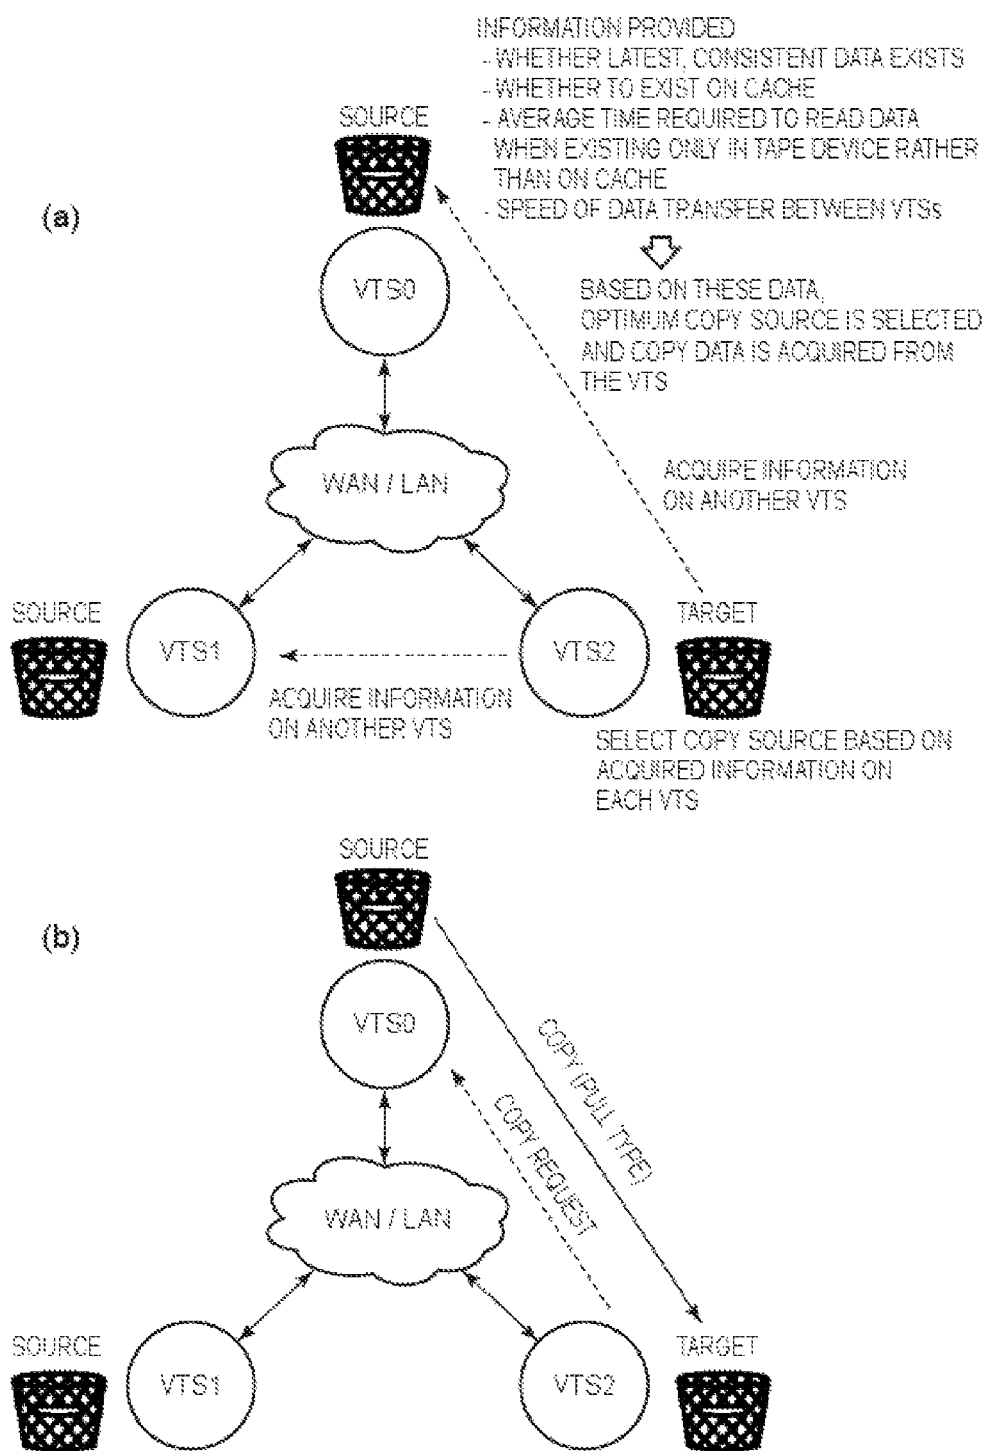 INFORMATION PROVIDED
- WHETHER LATEST, CONSISTENT DATA EXISTS
- WHETHER TO EXIST ON CACHE
- AVERAGE TIME REQUIRED TO READ DATA
WHEN EXISTING ONLY IN TAPE DEVICE RATHER
THAN ON CACHE
- SPEED OF DATA TRANSFER BETWEEN VTSs
SOURCE
(a)
VTS0
BASED ON THESE DATA,
OPTIMUM COPY SOURCE IS SELECTED
AND COPY DATA IS ACQUIRED FROM
THE VTS
WAN / LAN
ACQUIRE INFORMATION
ON ANOTHER VTS
SOURCE
VTS1
VTS2
TARGET
ACQUIRE INFORMATION
ON ANOTHER VTS
SELECT COPY SOURCE BASED ON
ACQUIRED INFORMATION ON
EACH VTS
SOURCE
(b)
VTS0
COPY (PULL TYPE)
COPY REQUEST
WAN / LAN
SOURCE
VTS1
VTS2
TARGET